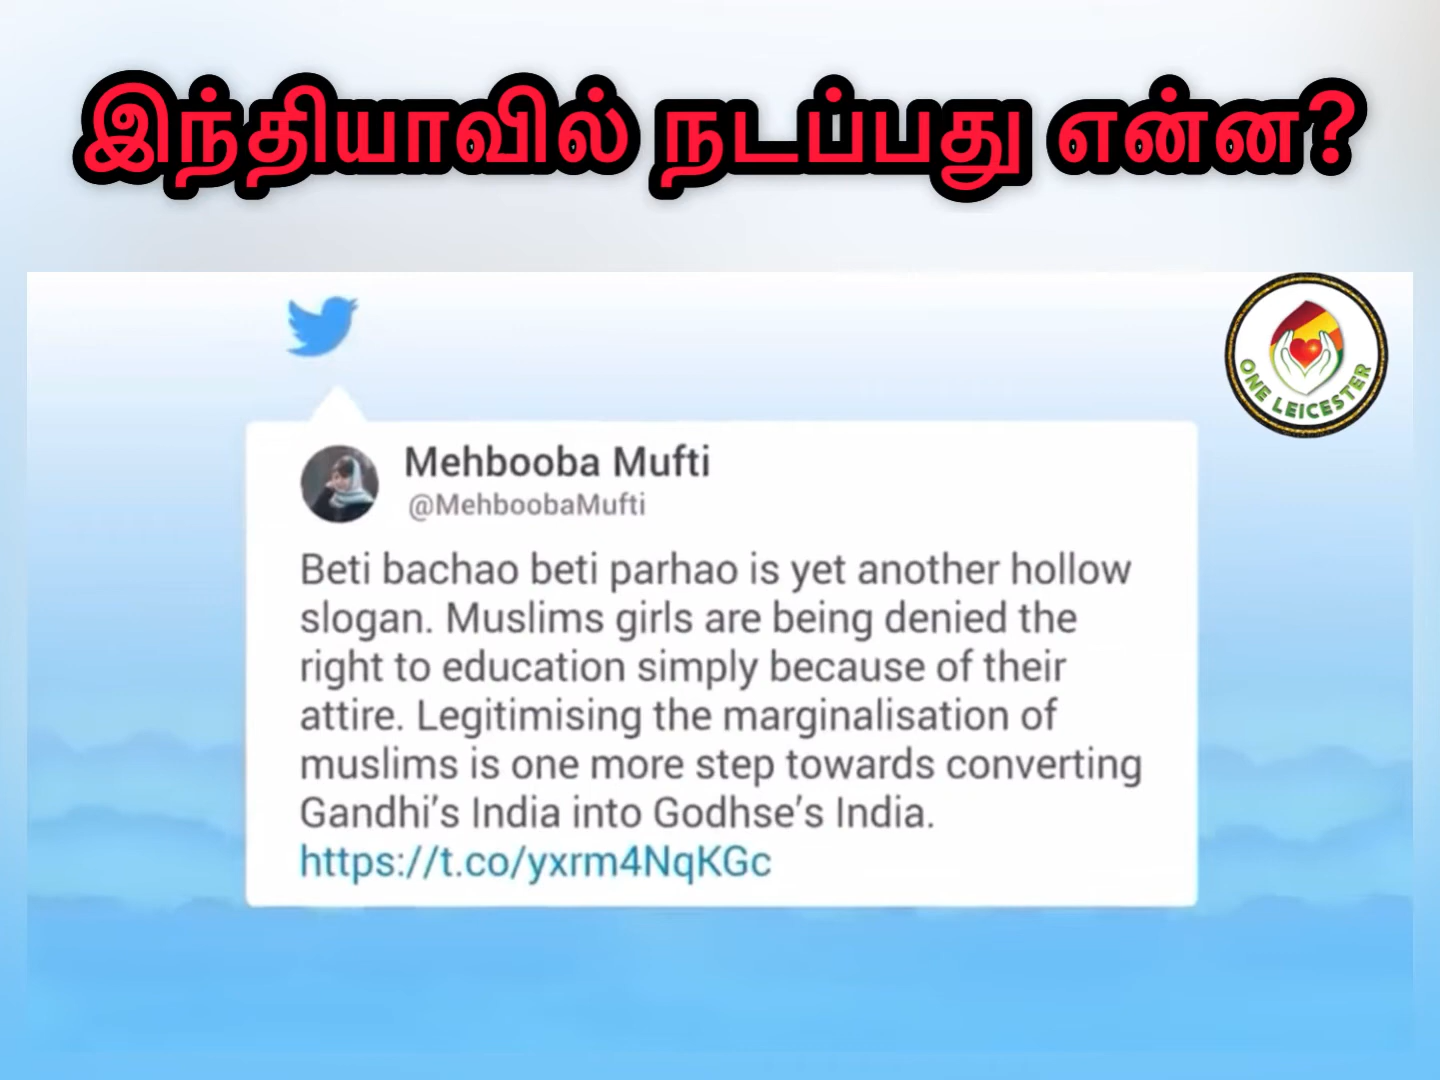 இந்தியாவில் நடப்பது என்ன?
ONE LEICESTER
Mehbooba Mufti
@MehboobaMufti
Beti bachao beti parhao is yet another hollow
slogan. Muslims girls are being denied the
right to education simply because of their
attire. Legitimising the marginalisation of
muslims is one more step towards converting
Gandhi's India into Godhse's India.
https://t.co/yxrm4NqKGc